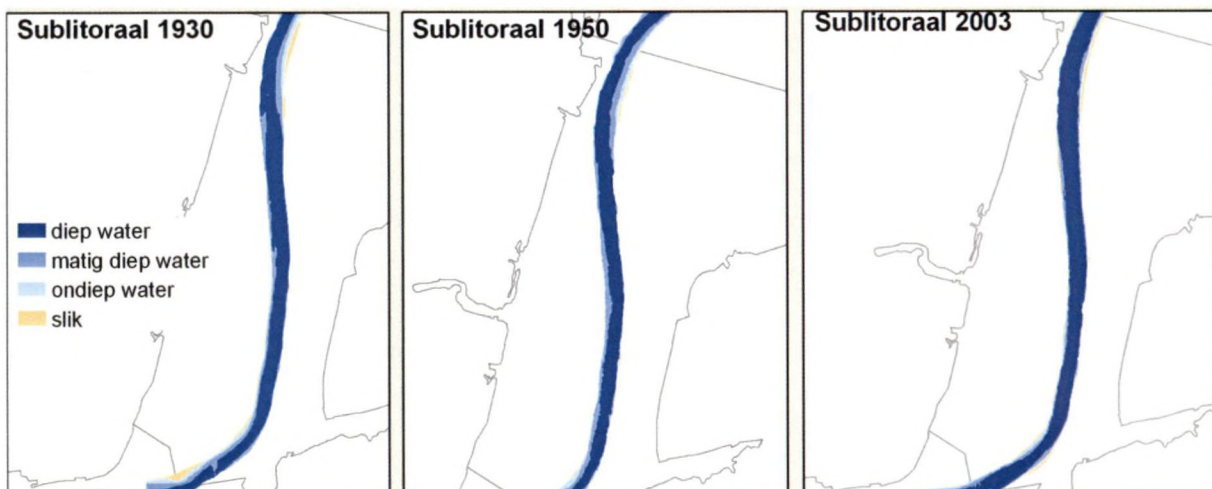 Sublitoraal 1930
diep water
matig diep water
ondiep water
slik
Sublitoraal 1950
Sublitoraal 2003